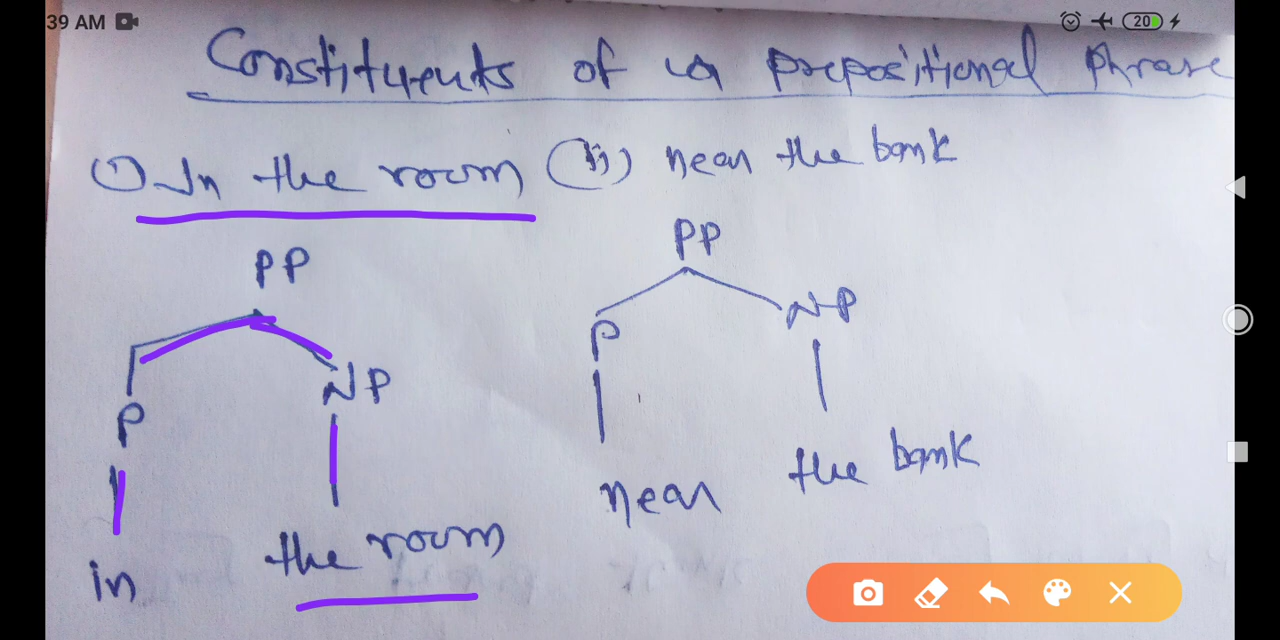 39 AM 20
Constituents of a prepositional phrase
(i) In the room (ii) near the bank
PP PP
P NP P NP
in the room near the bank